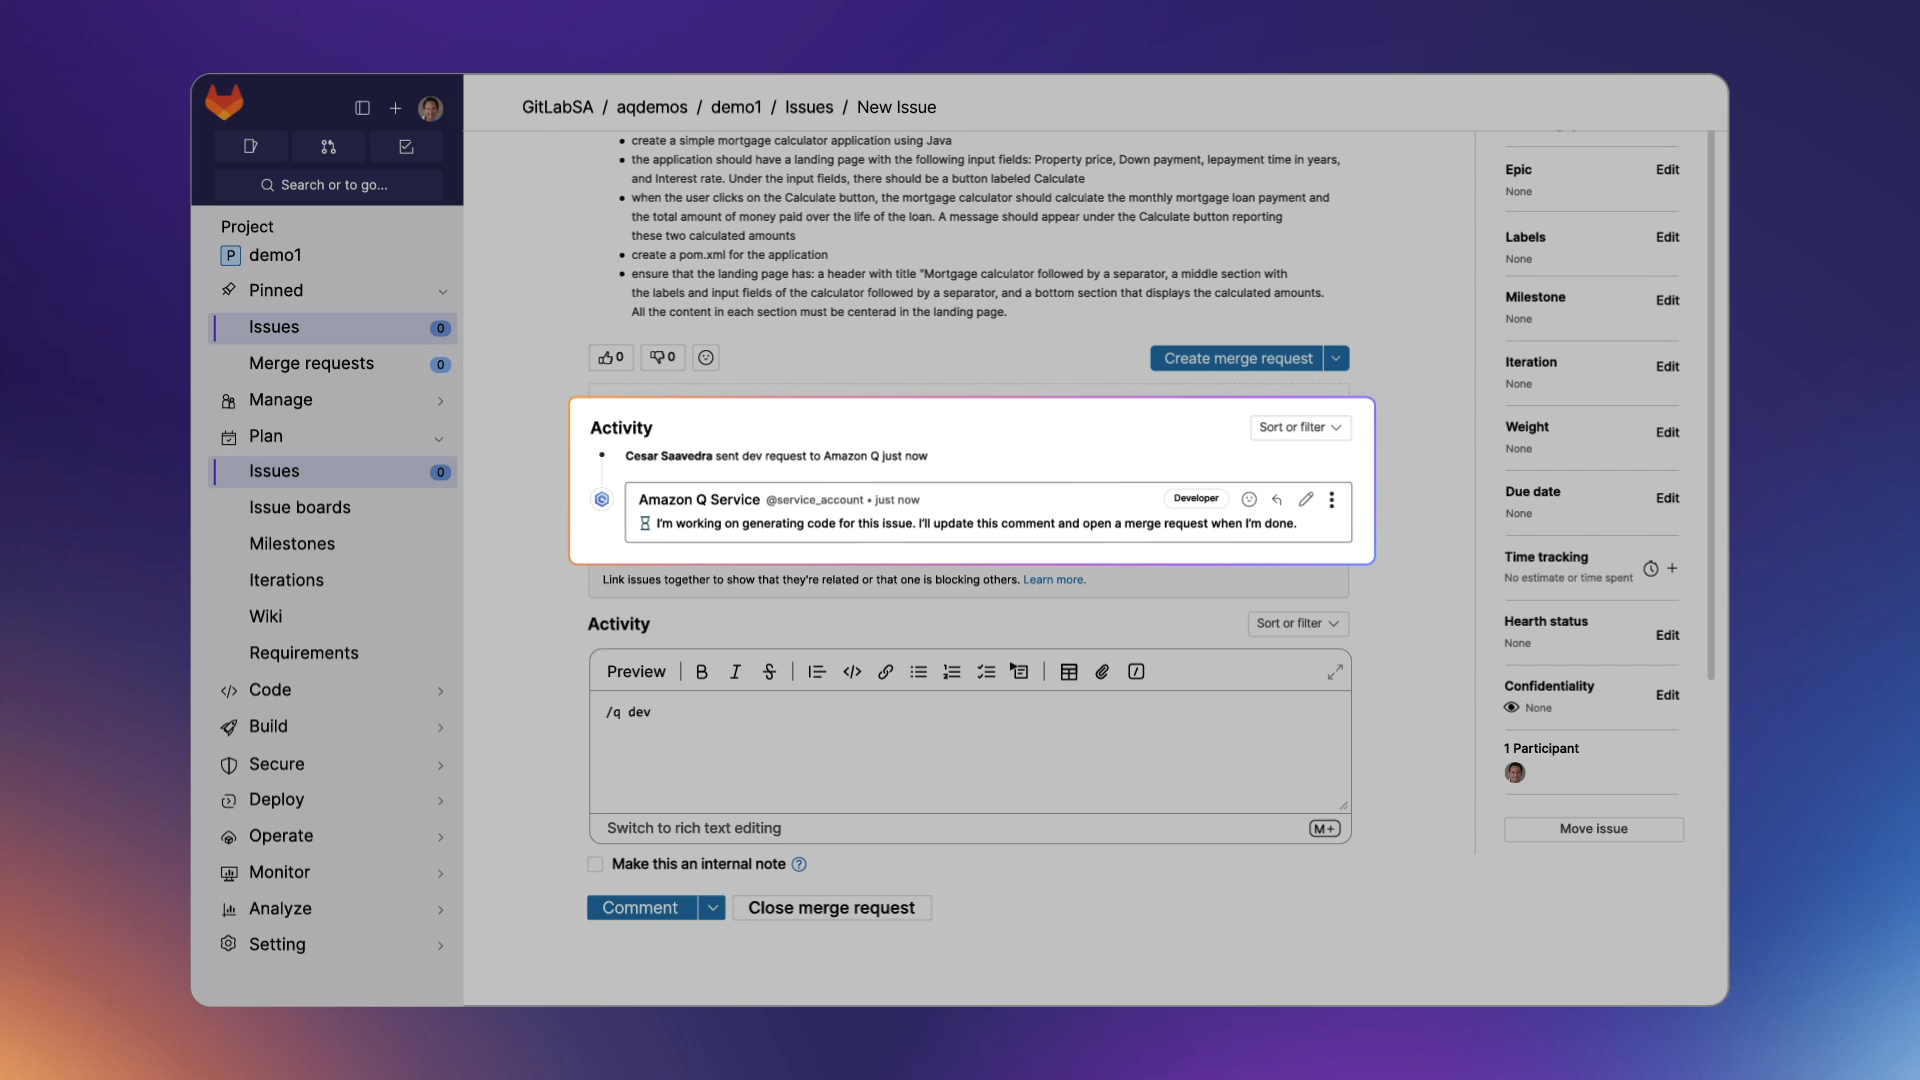 GitLabSA / aqdemos / demo1 / Issues / New Issue
Search or to go...
Project
P demo1
Pinned
Issues 0
Merge requests 0
Manage
Plan
Issues 0
Issue boards
Milestones
Iterations
Wiki
Requirements
Code
Build
Secure
Deploy
Operate
Monitor
Analyze
Setting
• create a simple mortgage calculator application using Java
• the application should have a landing page with the following input fields: Property price, Down payment, lepayment time in years,
and Interest rate. Under the input fields, there should be a button labeled Calculate
• when the user clicks on the Calculate button, the mortgage calculator should calculate the monthly mortgage loan payment and
the total amount of money paid over the life of the loan. A message should appear under the Calculate button reporting
these two calculated amounts
• create a pom.xml for the application
• ensure that the landing page has: a header with title "Mortgage calculator followed by a separator, a middle section with
the labels and input fields of the calculator followed by a separator, and a bottom section that displays the calculated amounts.
All the content in each section must be centerad in the landing page.
0 0
Create merge request
Activity
Sort or filter
• Cesar Saavedra sent dev request to Amazon Q just now
Amazon Q Service @service_account • just now
Developer
I'm working on generating code for this issue. I'll update this comment and open a merge request when I'm done.
Link issues together to show that they're related or that one is blocking others. Learn more.
Activity
Sort or filter
Preview B I S
/q dev
Switch to rich text editing
M+
Make this an internal note ?
Comment
Close merge request
Epic Edit
None
Labels Edit
None
Milestone Edit
None
Iteration Edit
None
Weight Edit
None
Due date Edit
None
Time tracking
No estimate or time spent
Hearth status Edit
None
Confidentiality Edit
None
1 Participant
Move issue